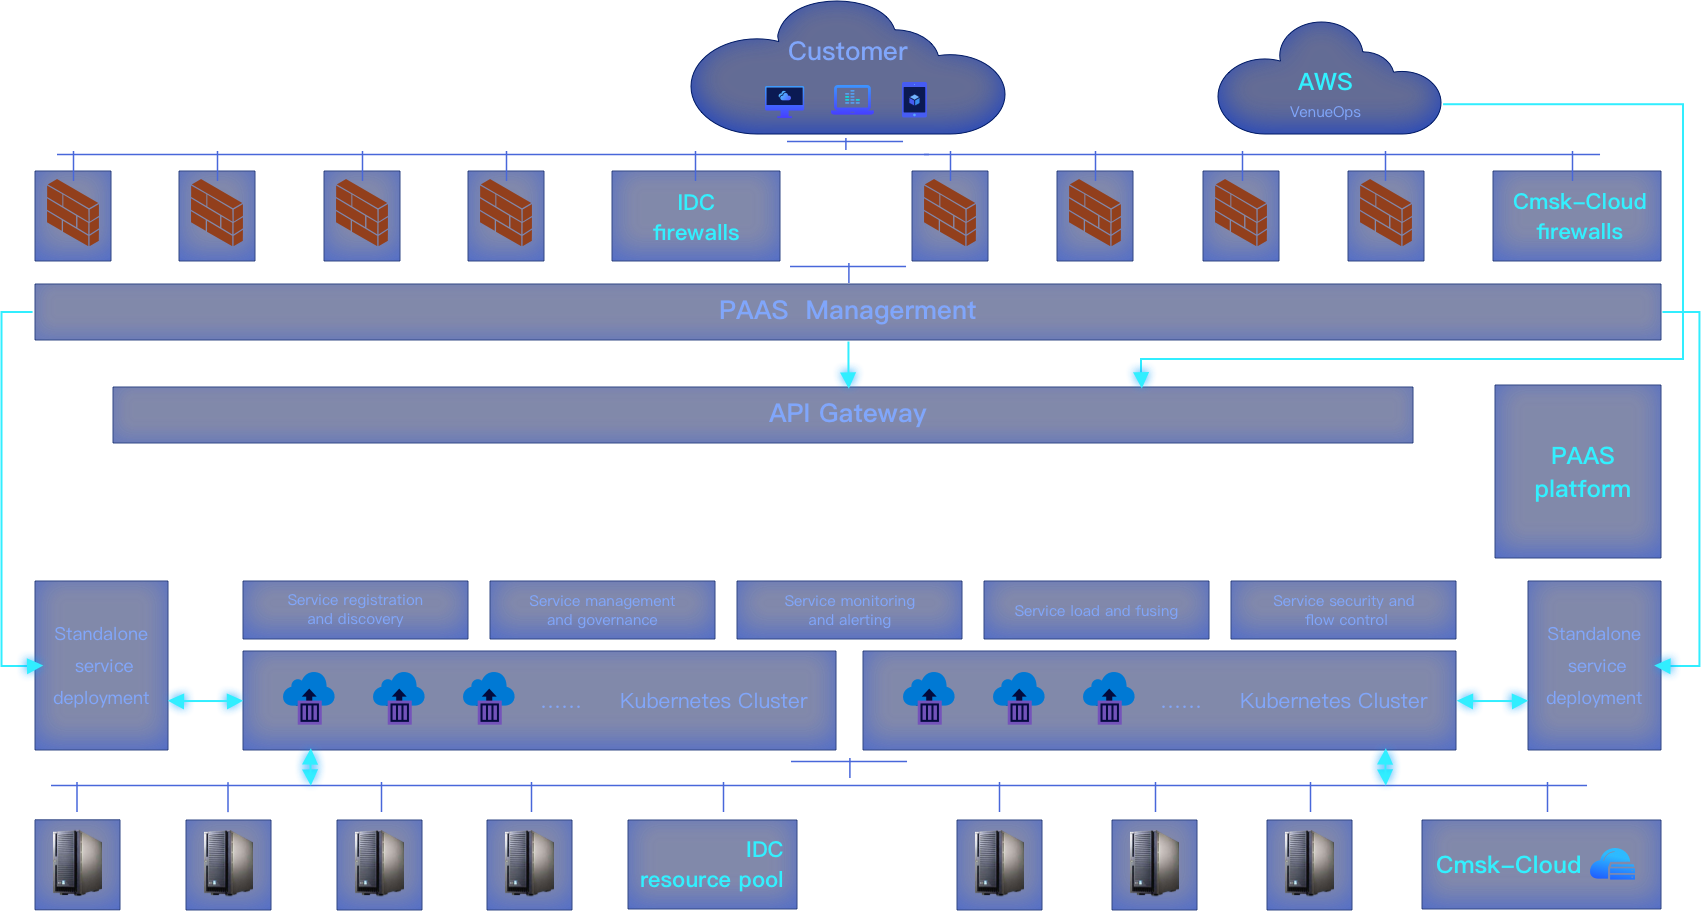 Customer
AWS
VenueOps
IDC
firewalls
Cmsk-Cloud
firewalls
PAAS Managerment
API Gateway
PAAS
platform
Standalone
service
deployment
Service registration
and discovery
Service management
and governance
Service monitoring
and alerting
Service load and fusing
Service security and
flow control
Standalone
service
deployment
...... Kubernetes Cluster
...... Kubernetes Cluster
IDC
resource pool
Cmsk-Cloud